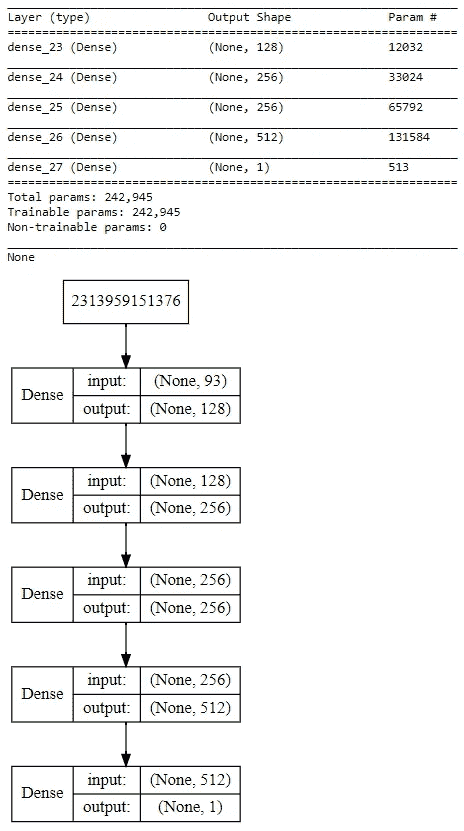 Layer (type) Output Shape Param #
dense_23 (Dense) (None, 128) 12032
dense_24 (Dense) (None, 256) 33024
dense_25 (Dense) (None, 256) 65792
dense_26 (Dense) (None, 512) 131584
dense_27 (Dense) (None, 1) 513
Total params: 242,945
Trainable params: 242,945
Non-trainable params: 0
None
2313959151376
Dense
input: (None, 93)
output: (None, 128)
Dense
input: (None, 128)
output: (None, 256)
Dense
input: (None, 256)
output: (None, 256)
Dense
input: (None, 256)
output: (None, 512)
Dense
input: (None, 512)
output: (None, 1)